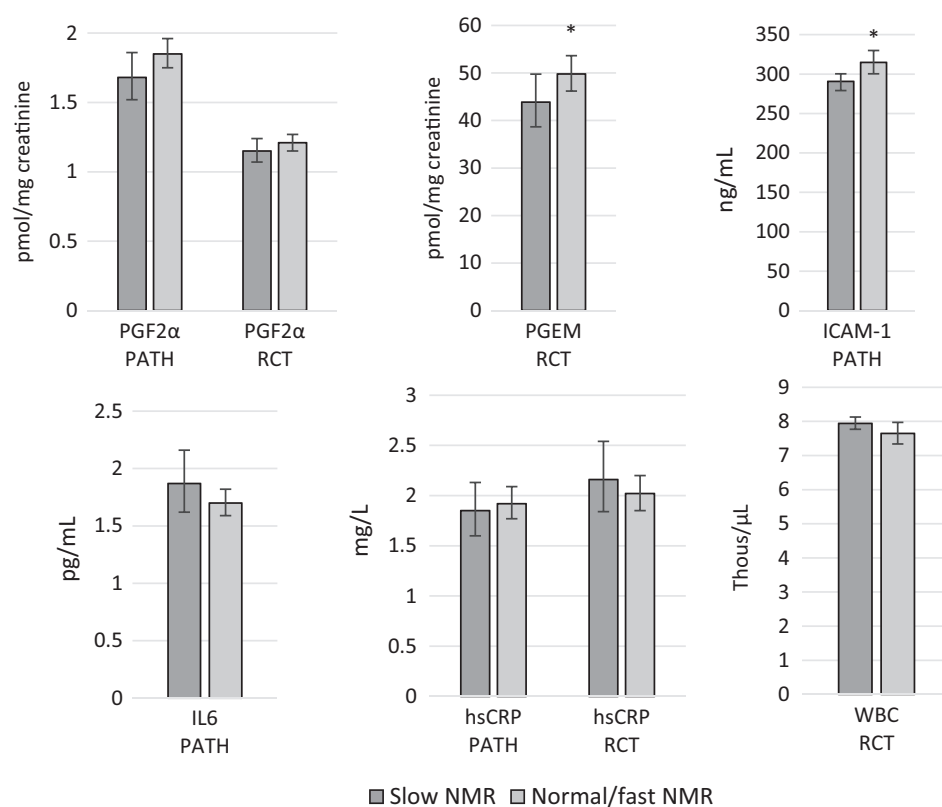 pmol/mg creatinine
2
1.5
1
0.5
0
PGF2α
PATH
PGF2α
RCT
pmol/mg creatinine
60
50
40
30
20
10
0
*
PGEM
RCT
ng/mL
350
300
250
200
150
100
50
0
*
ICAM-1
PATH
pg/mL
2.5
2
1.5
1
0.5
0
IL6
PATH
mg/L
3
2.5
2
1.5
1
0.5
0
hsCRP
PATH
hsCRP
RCT
Thous/µL
9
8
7
6
5
4
3
2
1
0
WBC
RCT
Slow NMR
Normal/fast NMR